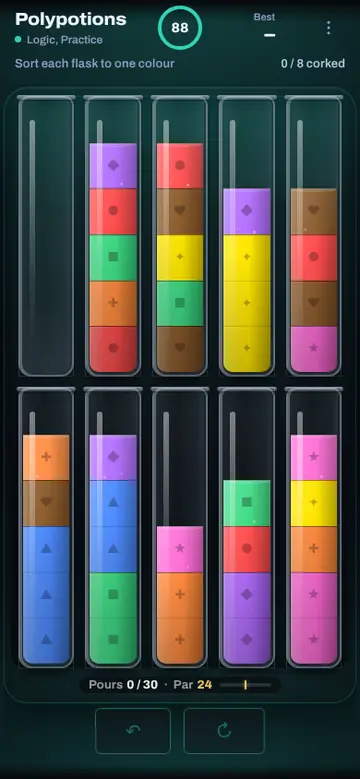 Polypotions
Logic, Practice
88
Best
–
Sort each flask to one colour
0 / 8 corked
Pours 0 / 30 · Par 24